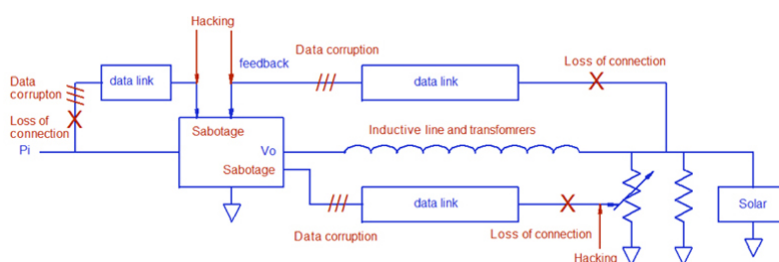 Hacking
feedback
Data corruption
Loss of connection
Data
corrupton
data link
data link
Loss of
connection
Sabotage
Inductive line and transfomrers
Pi
Vo
Sabotage
data link
Solar
Data corruption
Loss of connection
Hacking